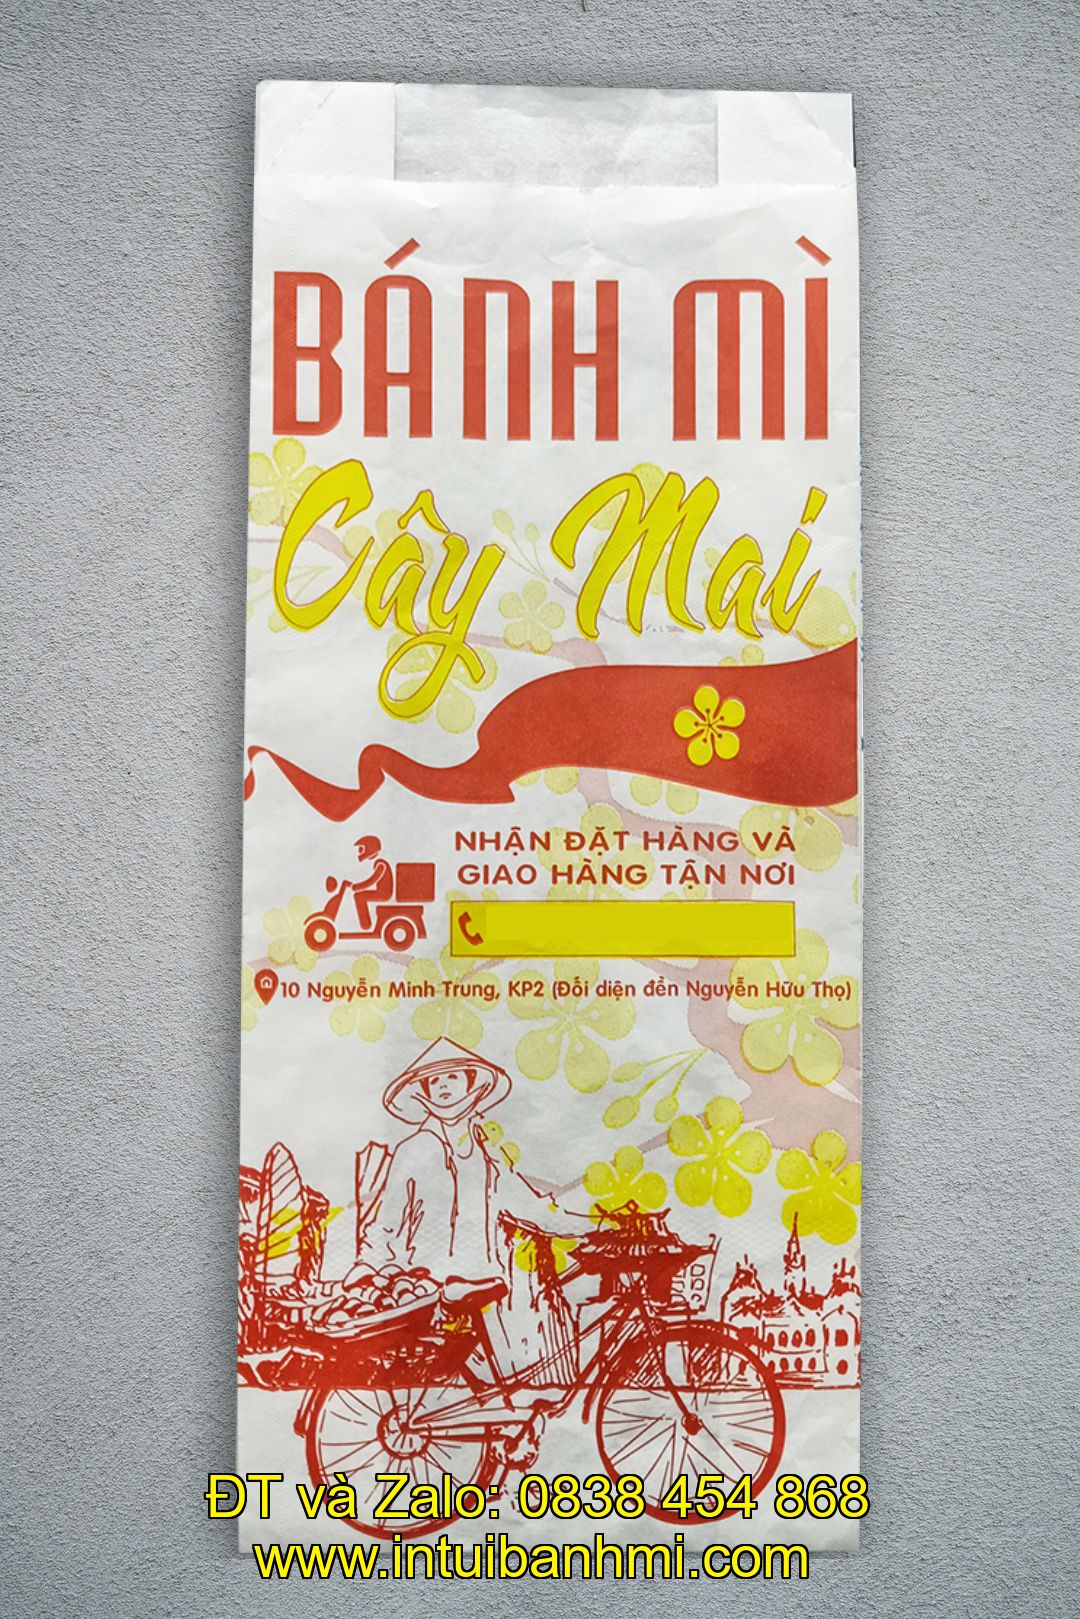 BÁNH MÌ
Cây Mai
NHẬN ĐẶT HÀNG VÀ
GIAO HÀNG TẬN NƠI
10 Nguyễn Minh Trung, KP2 (Đối diện đền Nguyễn Hữu Thọ)
ĐT và Zalo: 0838 454 868
www.intuibanhmi.com